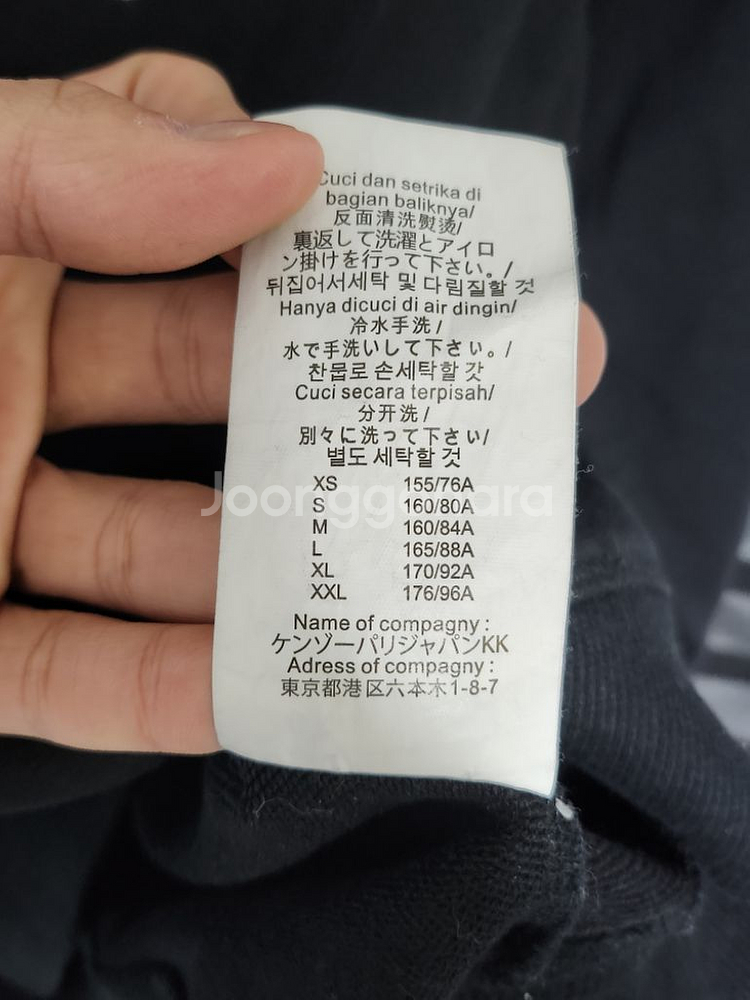 Cuci dan setrika di
bagian baliknya/
反面清洗熨烫/
裏返して洗濯とアイロ
ン掛けを行って下さい。/
뒤집어서세탁 및 다림질할 것
Hanya dicuci di air dingin/
冷水手洗/
水で手洗いして下さい。/
찬물로 손세탁할 갓
Cuci secara terpisah/
分开洗/
別々に洗って下さい/
별도 세탁할 것
XS 155/76A
S 160/80A
M 160/84A
L 165/88A
XL 170/92A
XXL 176/96A
Joonggonara
Name of compagny :
ケンゾーパリジャパンKK
Adress of compagny :
東京都港区六本木1-8-7